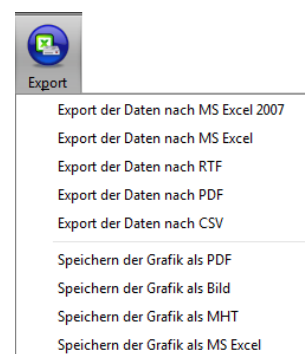 Export
Export der Daten nach MS Excel 2007
Export der Daten nach MS Excel
Export der Daten nach RTF
Export der Daten nach PDF
Export der Daten nach CSV
Speichern der Grafik als PDF
Speichern der Grafik als Bild
Speichern der Grafik als MHT
Speichern der Grafik als MS Excel